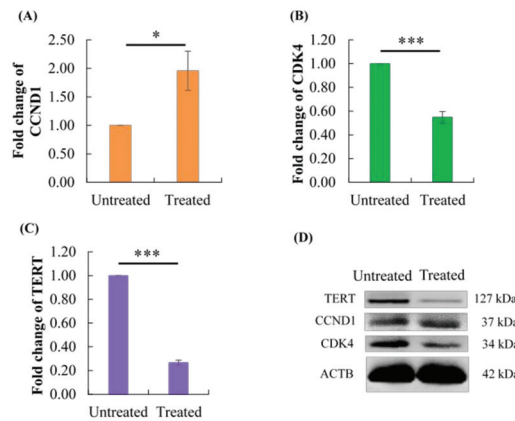 (A)
*
Fold change of
CCND1
2.50
2.00
1.50
1.00
0.50
0.00
Untreated Treated
(B)
***
Fold change of CDK4
1.20
1.00
0.80
0.60
0.40
0.20
0.00
Untreated Treated
(C)
***
Fold change of TERT
1.20
1.00
0.80
0.60
0.40
0.20
0.00
Untreated Treated
(D)
Untreated Treated
TERT 127 kDa
CCND1 37 kDa
CDK4 34 kDa
ACTB 42 kDa